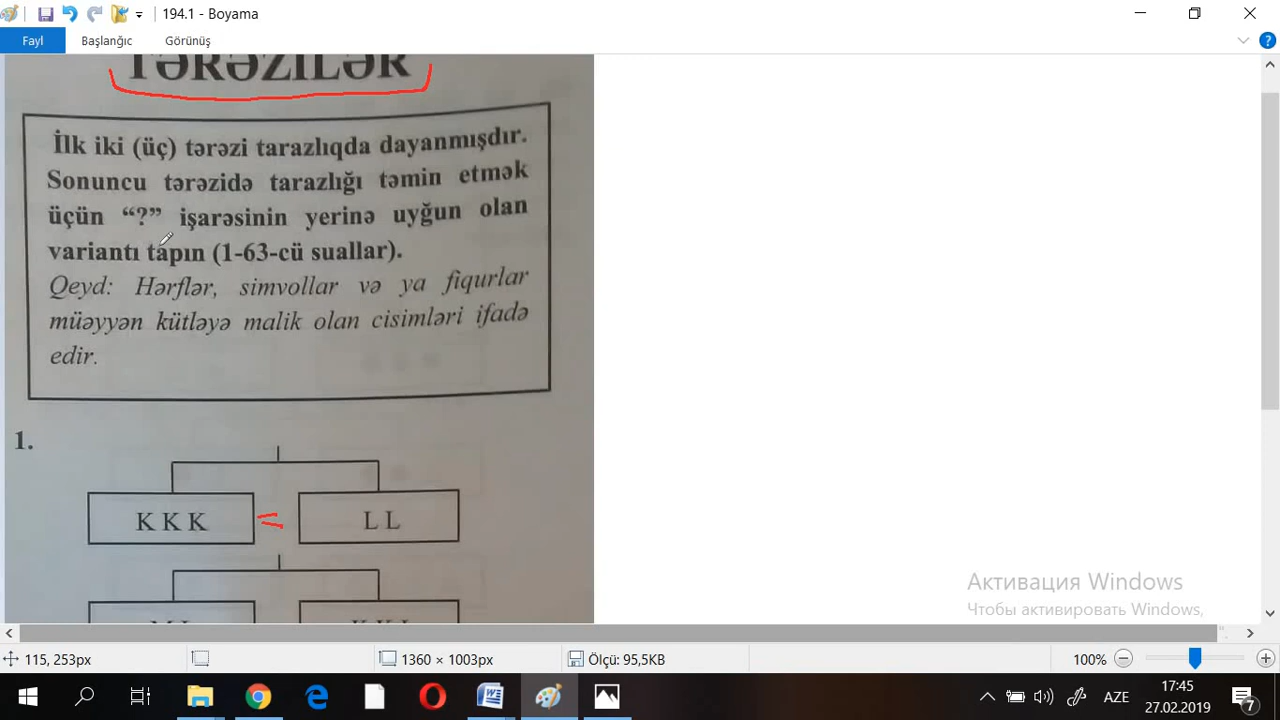 194.1 - Boyama
Fayl Başlanğıc Görünüş
TƏRƏZİLƏR
İlk iki (üç) tərəzi tarazlıqda dayanmışdır.
Sonuncu tərəzidə tarazlığı təmin etmək
üçün “?” işarəsinin yerinə uyğun olan
variantı tapın (1-63-cü suallar).
Qeyd: Hərflər, simvollar və ya fiqurlar
müəyyən kütləyə malik olan cisimləri ifadə
edir.
1.
K K K = L L
Активация Windows
Чтобы активировать Windows,
115, 253px 1360 × 1003px Ölçü: 95,5KB 100%
AZE 17:45
27.02.2019 7